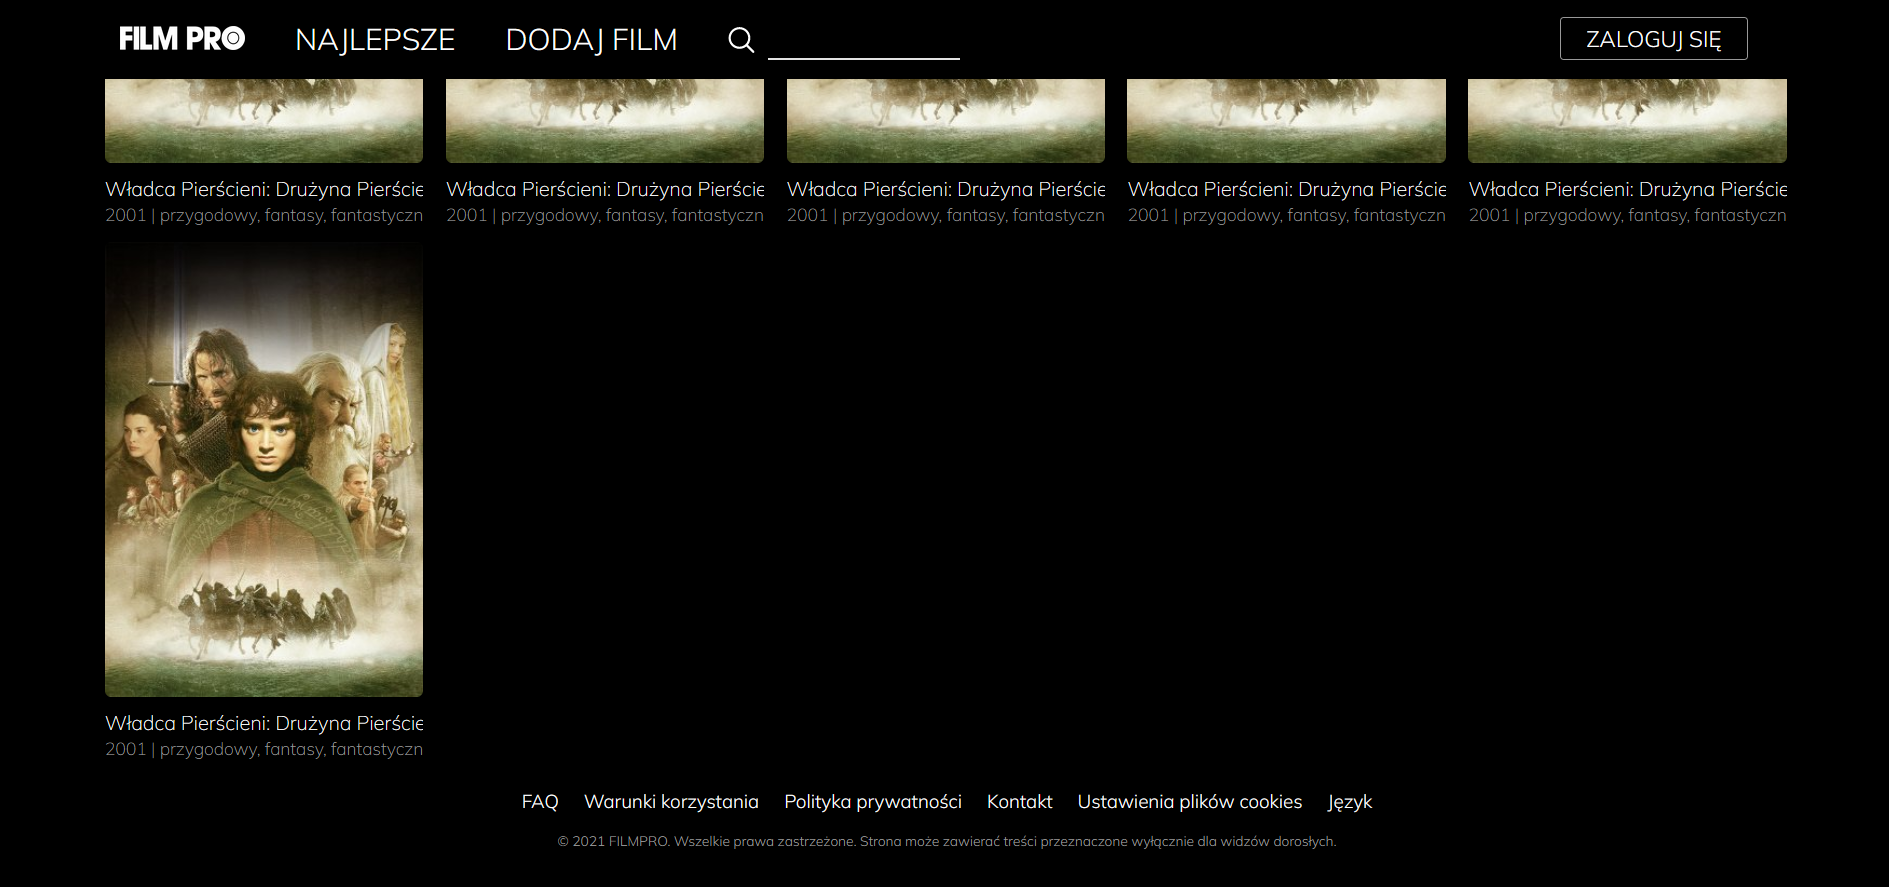 FILM PRO NAJLEPSZE DODAJ FILM ZALOGUJ SIĘ
Władca Pierścieni: Drużyna Pierście Władca Pierścieni: Drużyna Pierście Władca Pierścieni: Drużyna Pierście Władca Pierścieni: Drużyna Pierście Władca Pierścieni: Drużyna Pierście
2001 | przygodowy, fantasy, fantastyczn 2001 | przygodowy, fantasy, fantastyczn 2001 | przygodowy, fantasy, fantastyczn 2001 | przygodowy, fantasy, fantastyczn 2001 | przygodowy, fantasy, fantastyczn
Władca Pierścieni: Drużyna Pierście
2001 | przygodowy, fantasy, fantastyczn
FAQ Warunki korzystania Polityka prywatności Kontakt Ustawienia plików cookies Język
© 2021 FILMPRO. Wszelkie prawa zastrzeżone. Strona może zawierać treści przeznaczone wyłącznie dla widzów dorosłych.